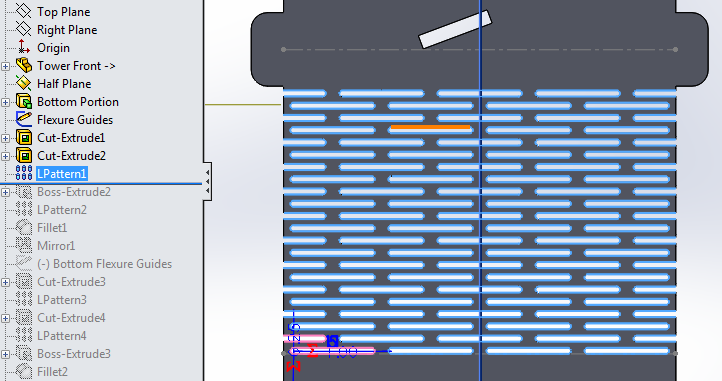 Top Plane
Right Plane
Origin
Tower Front ->
Half Plane
Bottom Portion
Flexure Guides
Cut-Extrude1
Cut-Extrude2
LPattern1
Boss-Extrude2
LPattern2
Fillet1
Mirror1
(-) Bottom Flexure Guides
Cut-Extrude3
LPattern3
Cut-Extrude4
LPattern4
Boss-Extrude3
Fillet2
1.00